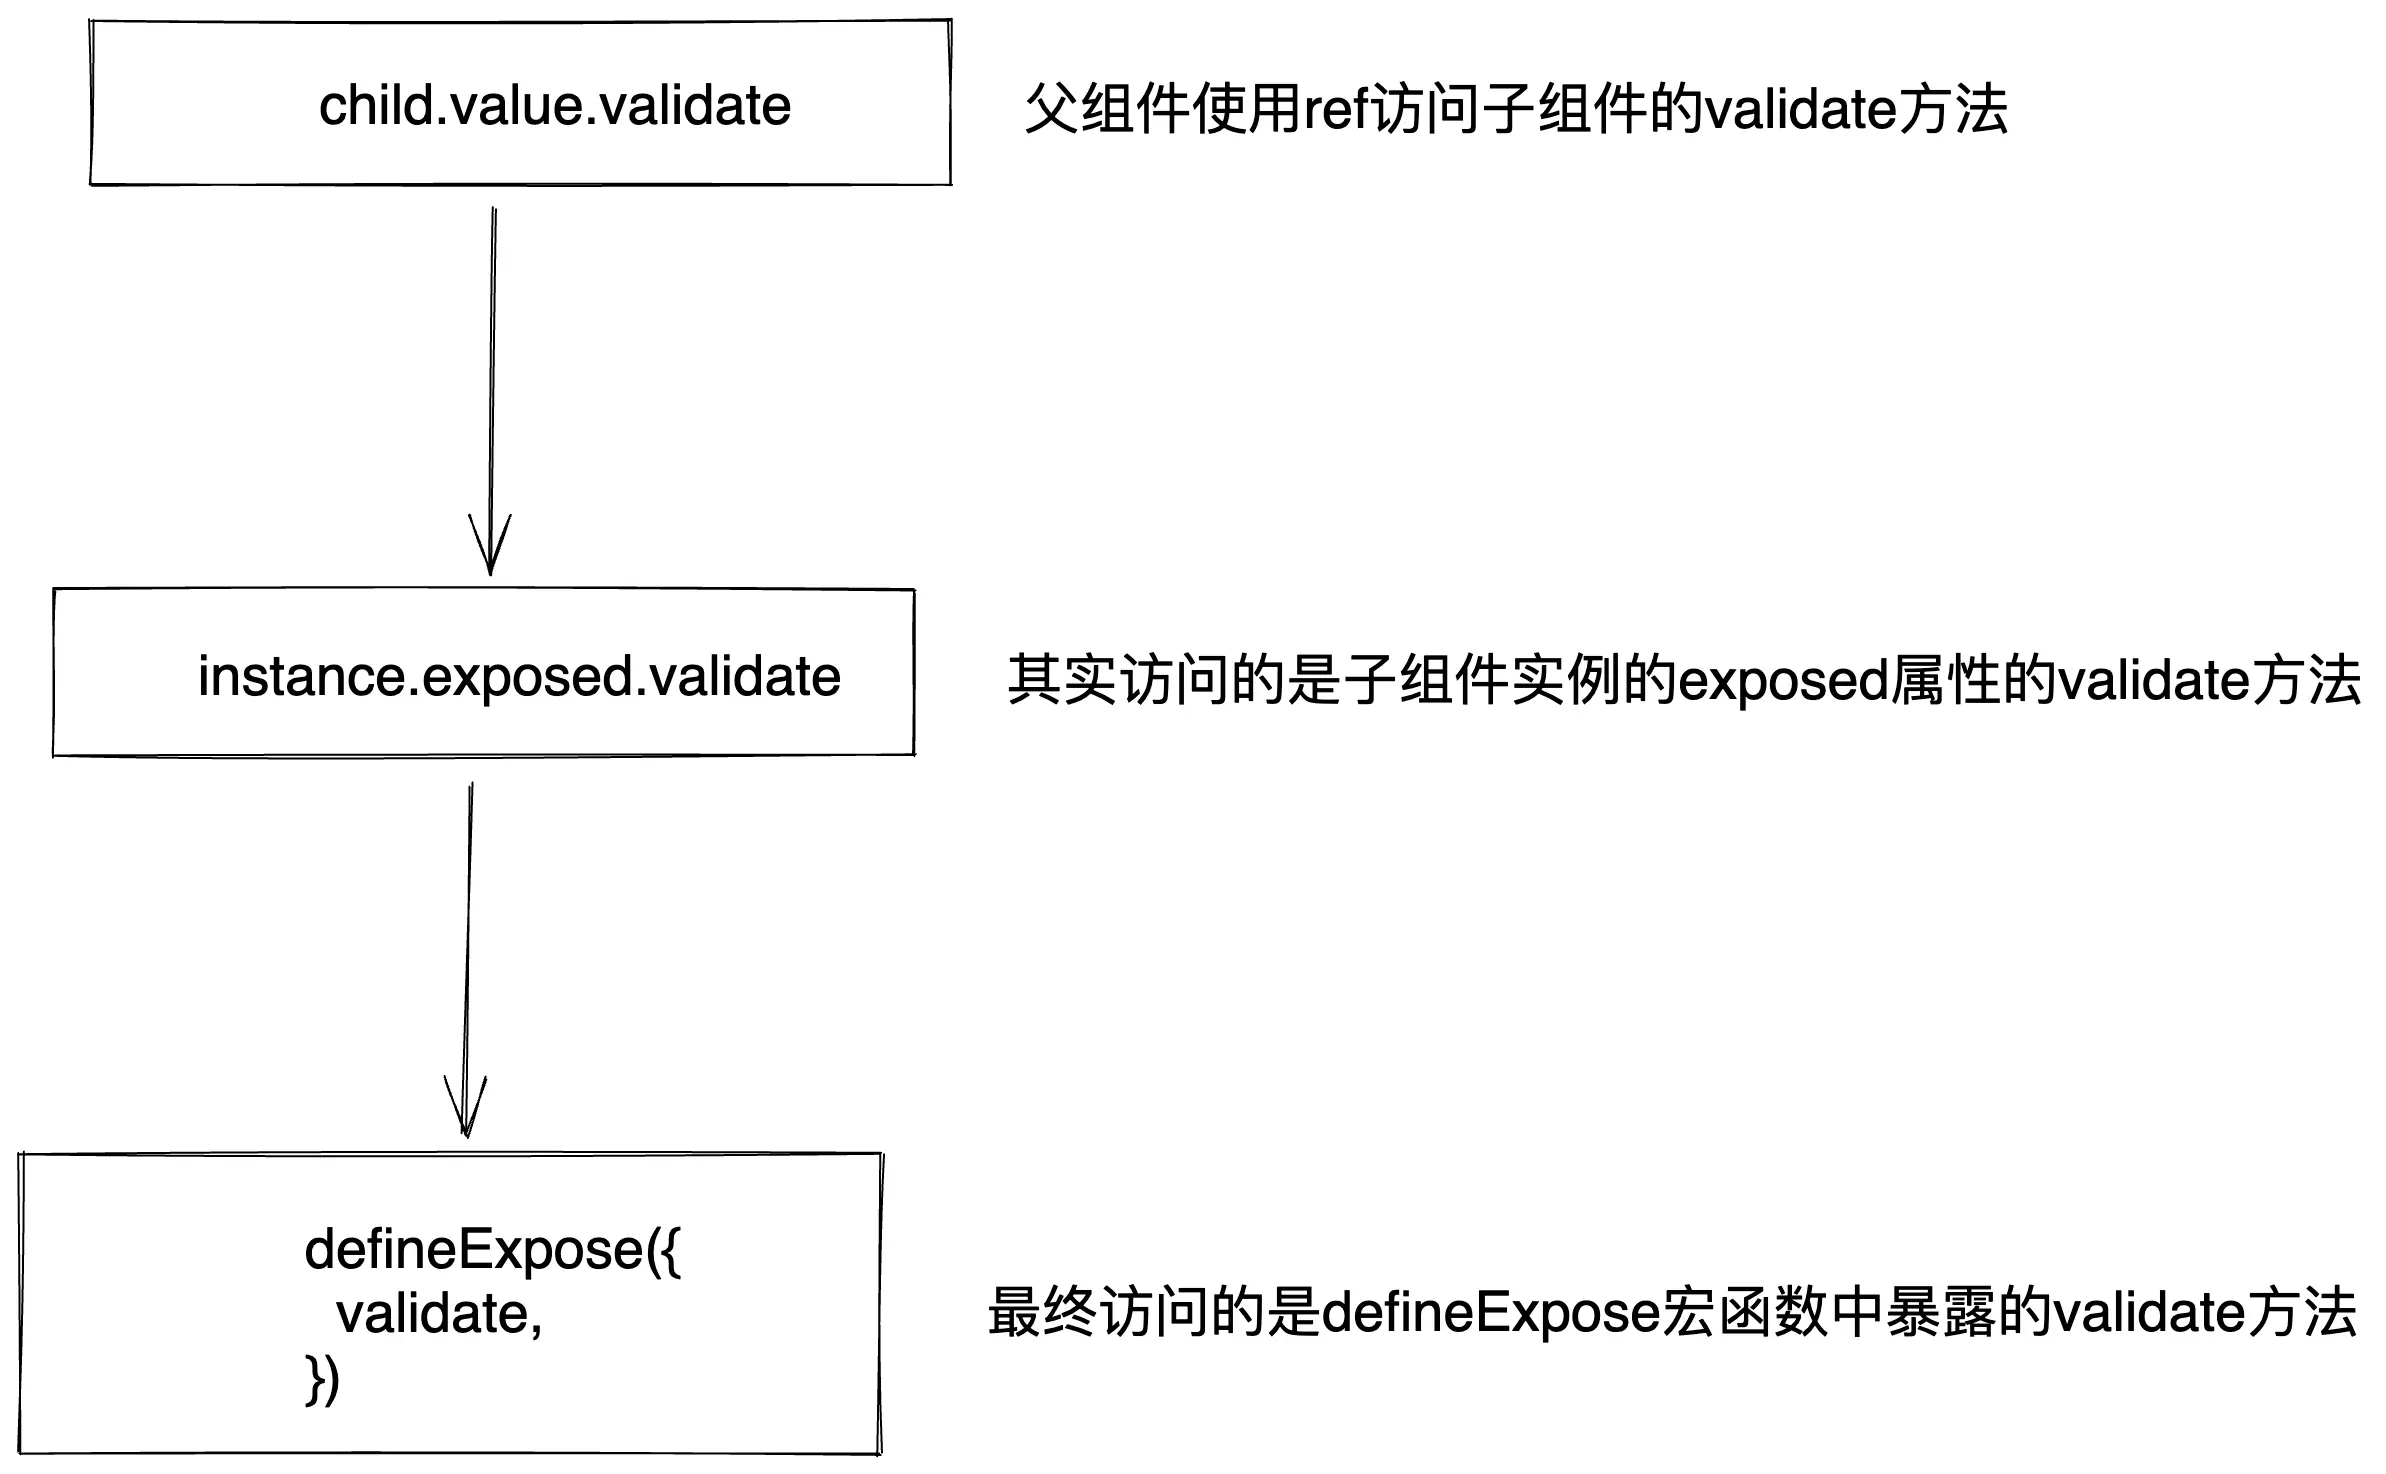 child.value.validate
父组件使用ref访问子组件的validate方法
instance.exposed.validate
其实访问的是子组件实例的exposed属性的validate方法
defineExpose({
validate,
})
最终访问的是defineExpose宏函数中暴露的validate方法